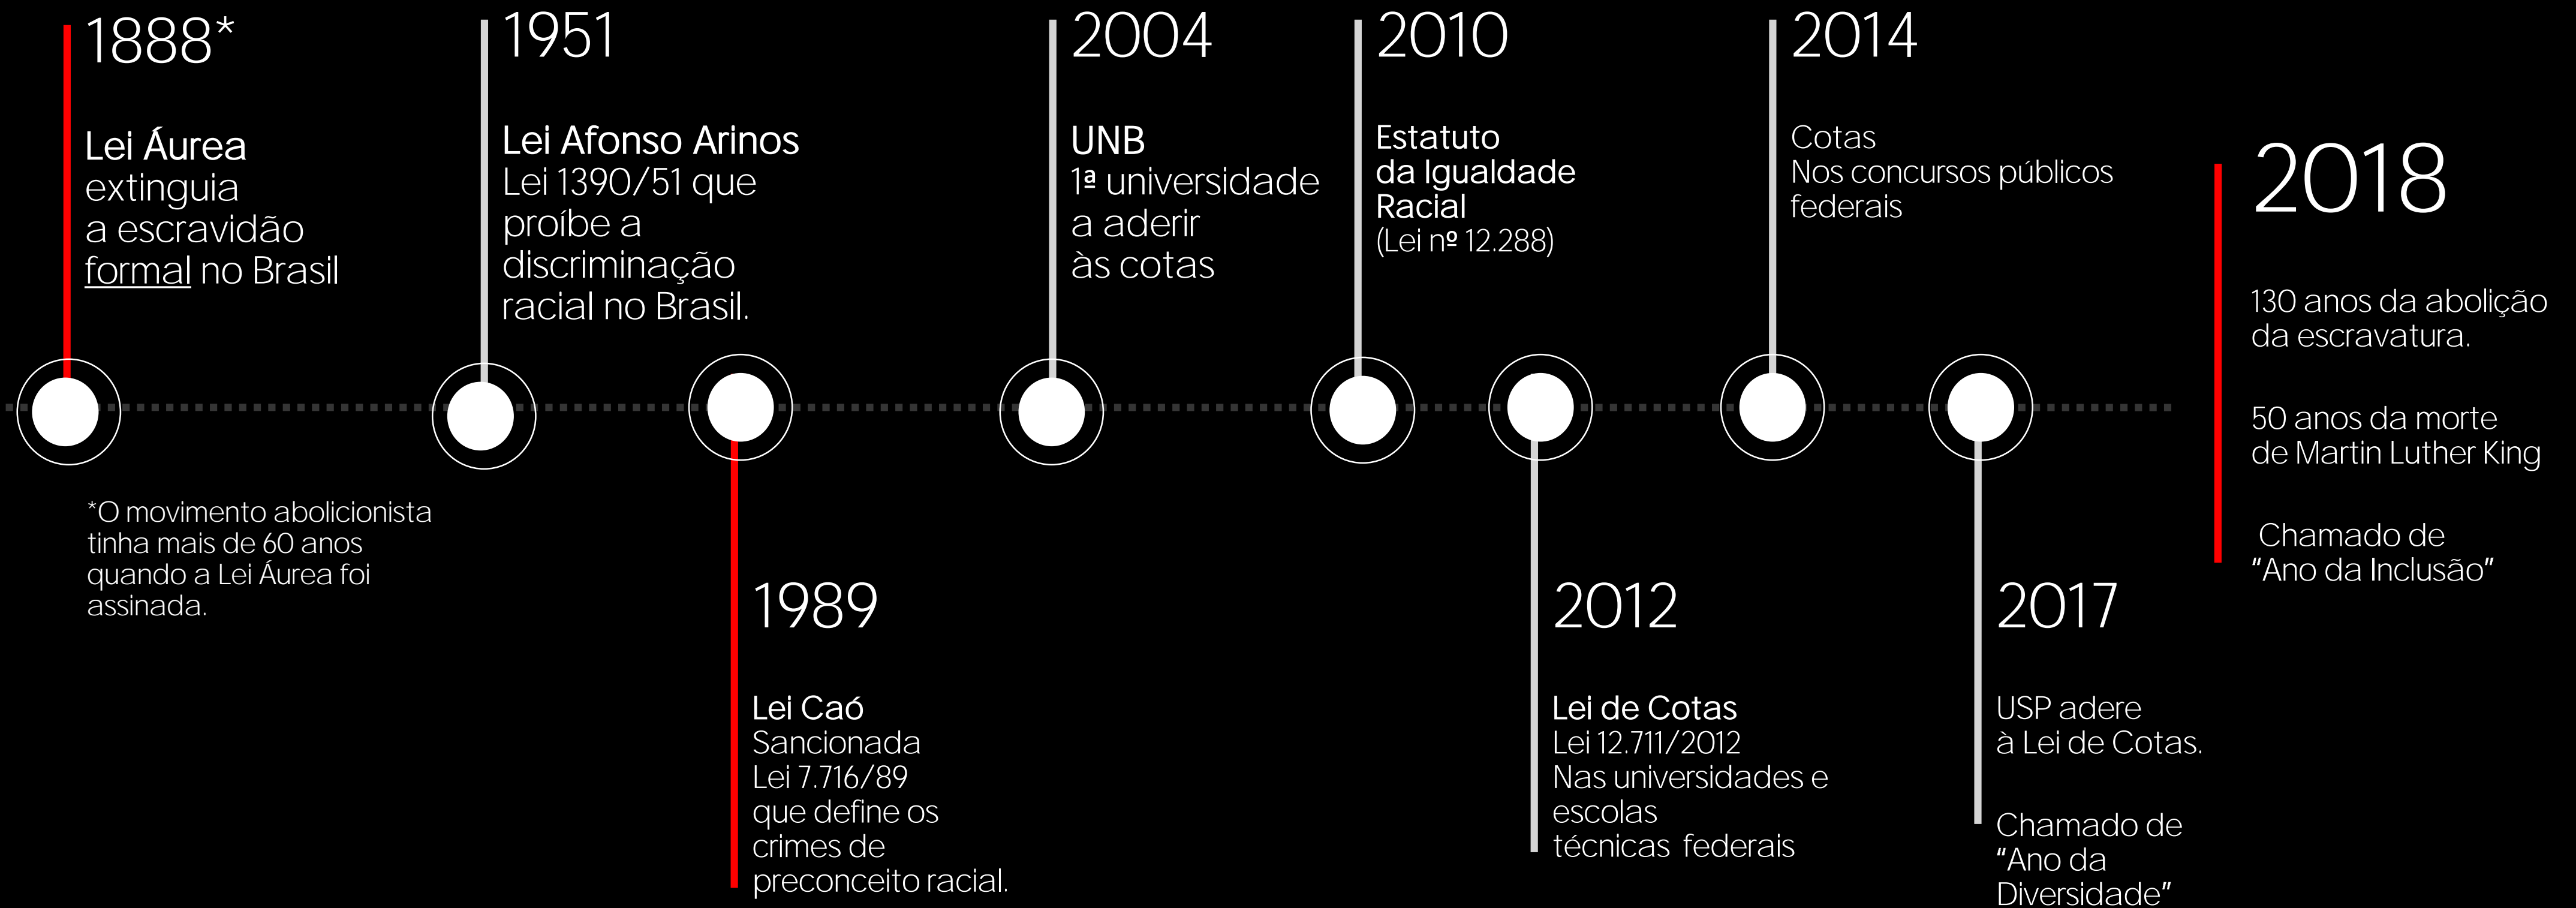 1888*
Lei Áurea
extinguia
a escravidão
formal no Brasil
*O movimento abolicionista
tinha mais de 60 anos
quando a Lei Áurea foi
assinada.
1951
Lei Afonso Arinos
Lei 1390/51 que
proíbe a
discriminação
racial no Brasil.
1989
Lei Caó
Sancionada
Lei 7.716/89
que define os
crimes de
preconceito racial.
2004
UNB
1ª universidade
a aderir
às cotas
2010
Estatuto
da Igualdade
Racial
(Lei nº 12.288)
2012
Lei de Cotas
Lei 12.711/2012
Nas universidades e
escolas
técnicas federais
2014
Cotas
Nos concursos públicos
federais
2017
USP adere
à Lei de Cotas.
Chamado de
"Ano da
Diversidade"
2018
130 anos da abolição
da escravatura.
50 anos da morte
de Martin Luther King
Chamado de
"Ano da Inclusão"